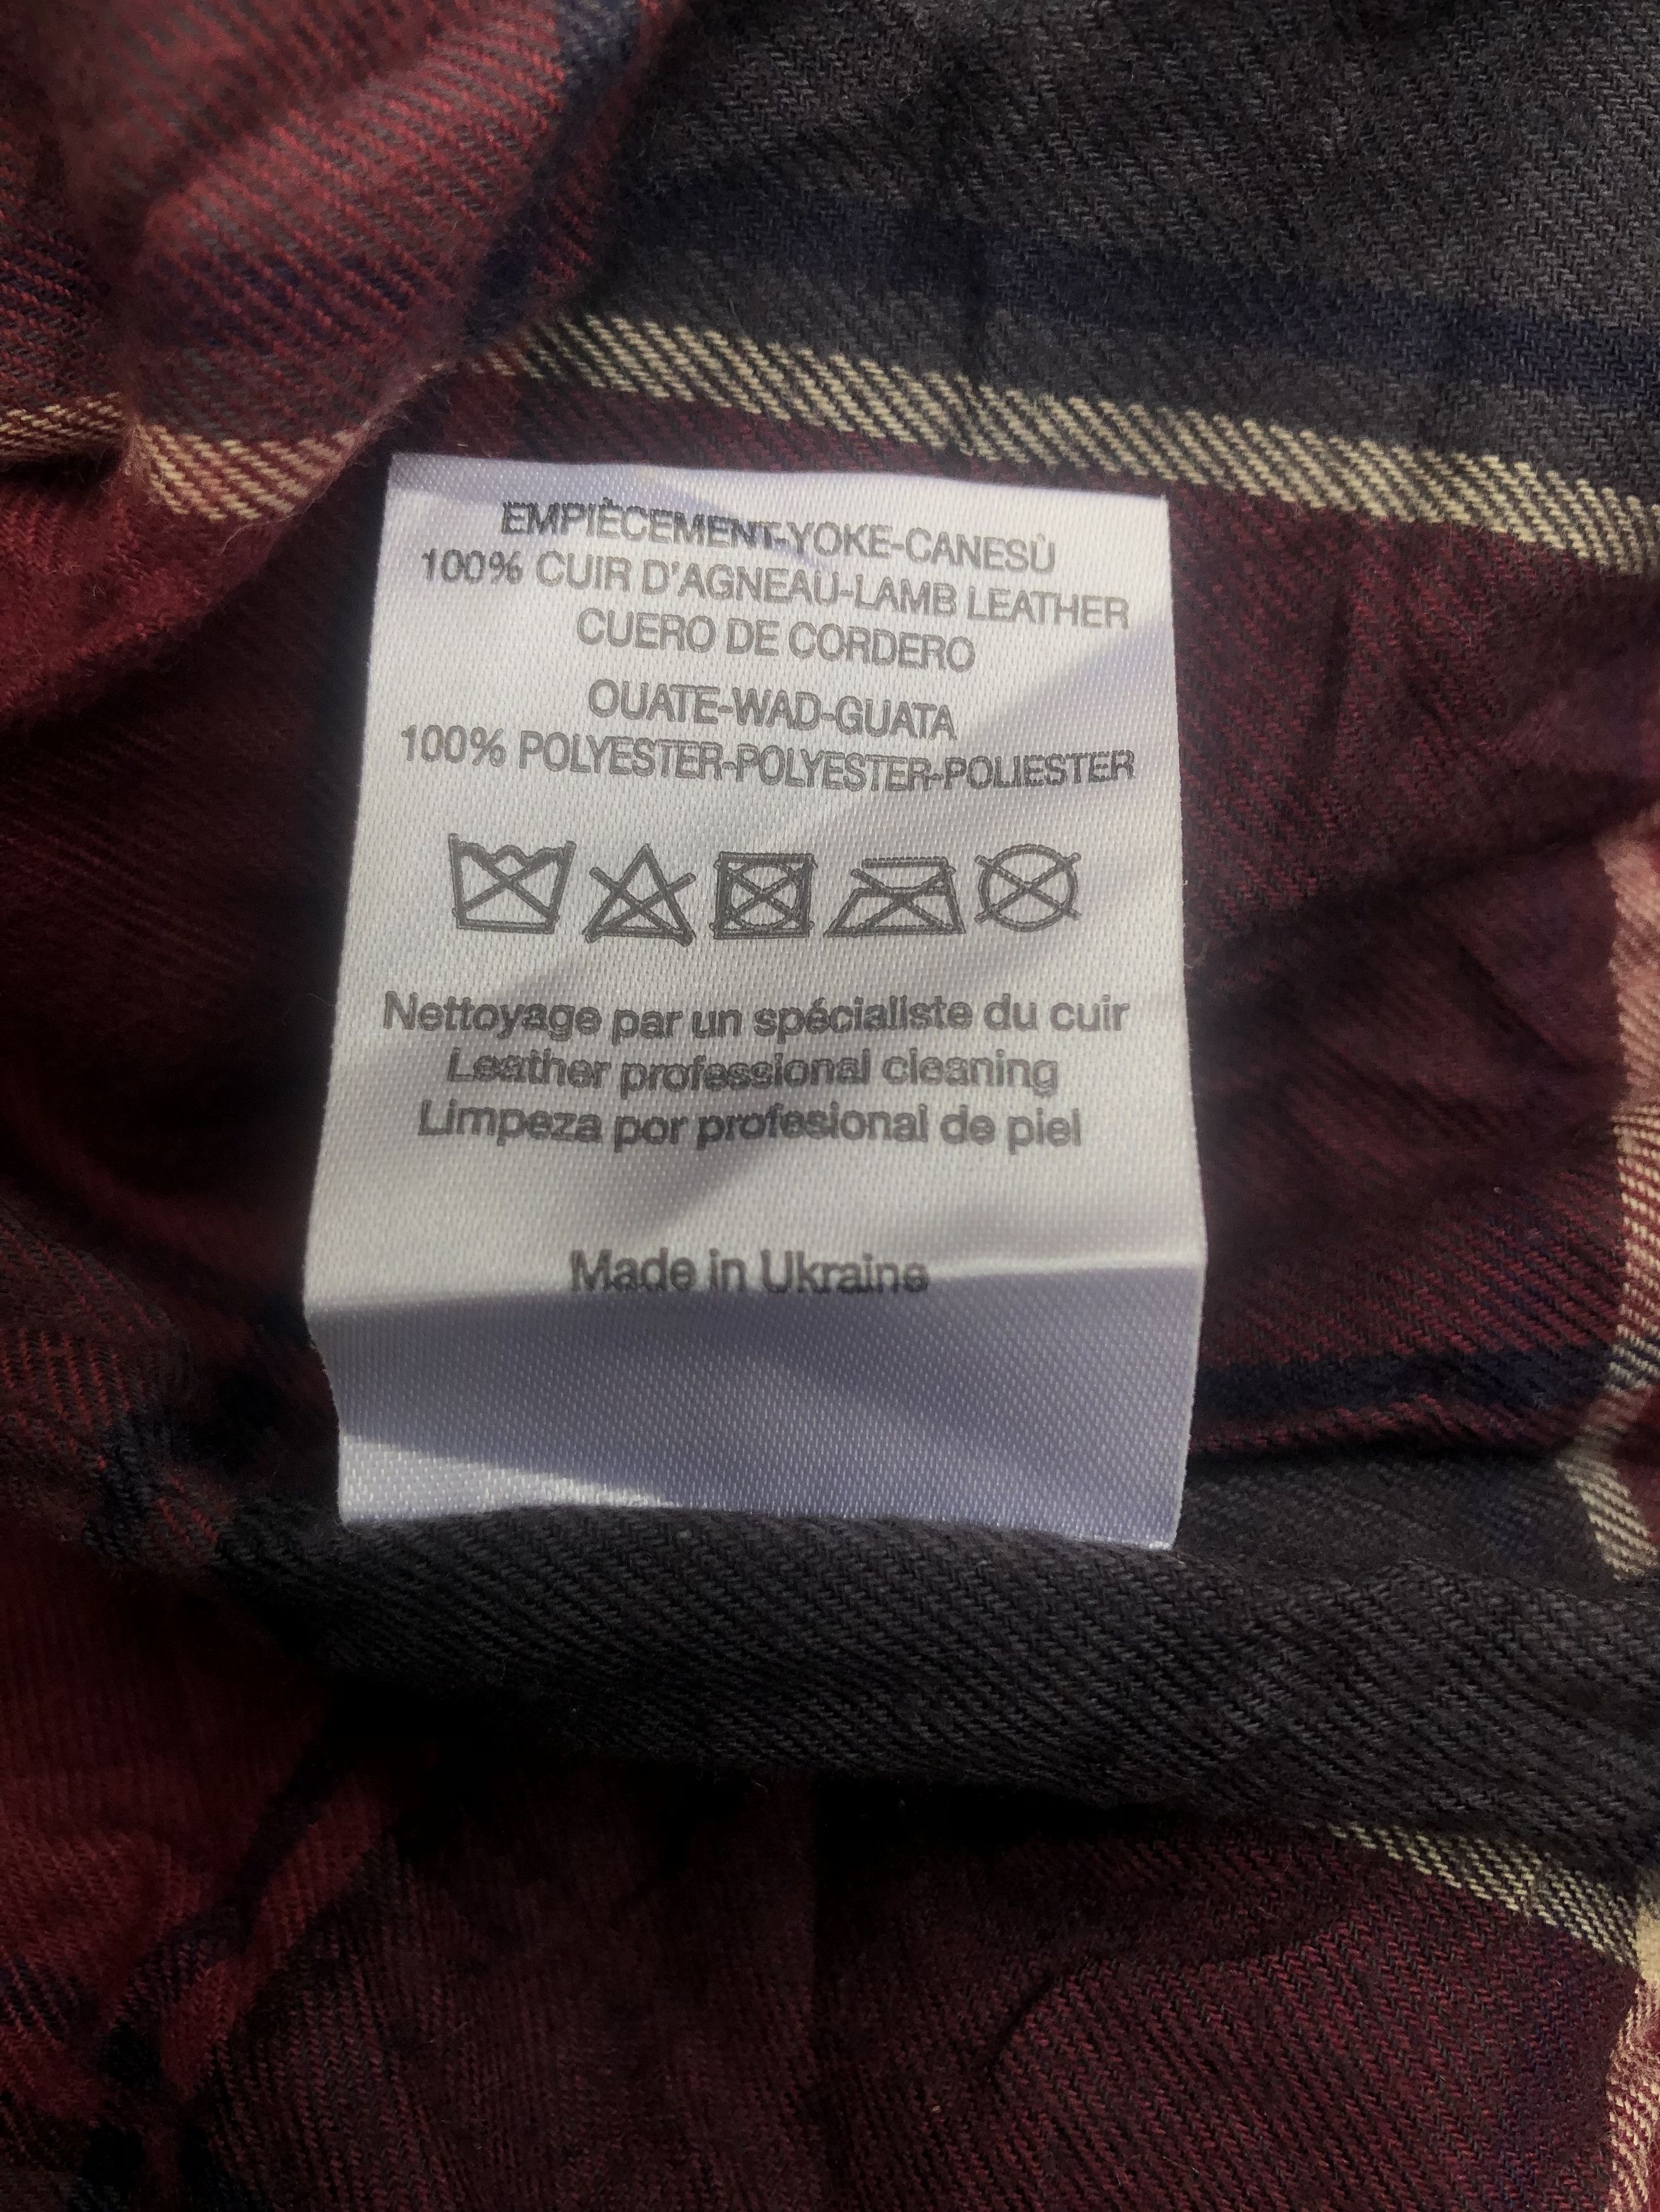 EMPIÈCEMENT-YOKE-CANESÙ
100% CUIR D'AGNEAU-LAMB LEATHER
CUERO DE CORDERO
OUATE-WAD-GUATA
100% POLYESTER-POLYESTER-POLIESTER
Nettoyage par un spécialiste du cuir
Leather professional cleaning
Limpeza por profesional de piel
Made in Ukraine